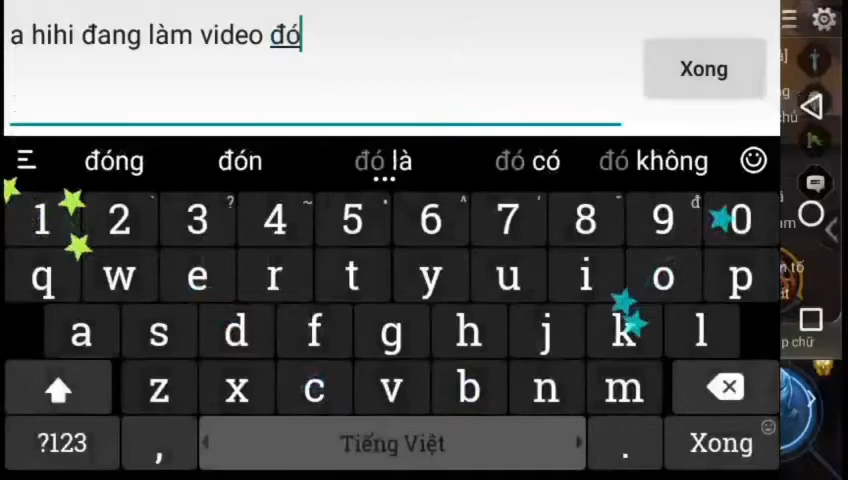 a hihi đang làm video đó
Xong
đóng đón đó là đó có đó không
1 2 3 4 5 6 7 8 9 0
q w e r t y u i o p
a s d f g h j k l
z x c v b n m
?123 , Tiếng Việt . Xong
p chữ